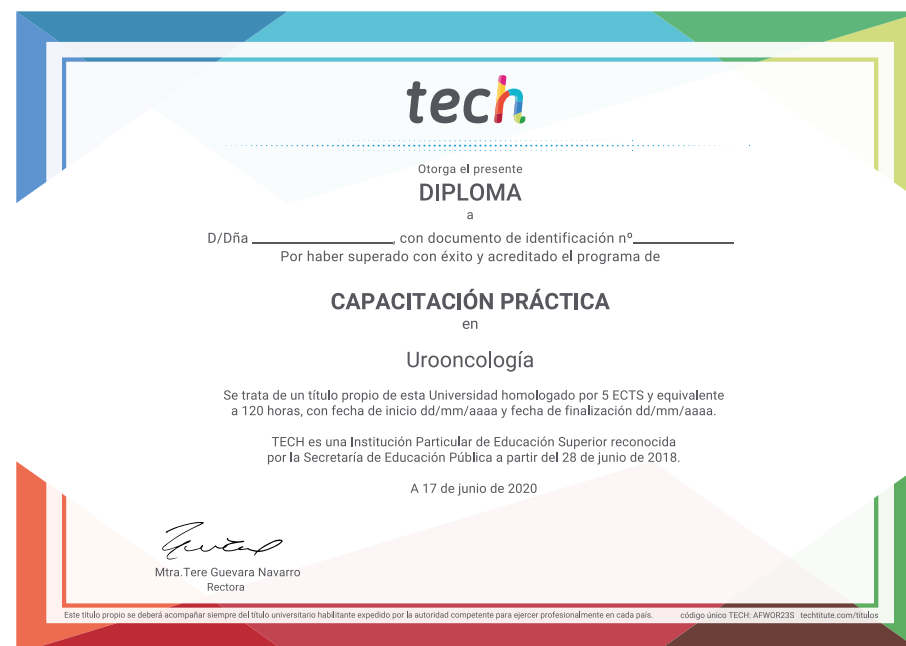 tech
Otorga el presente
DIPLOMA
a
D/Dña ____________________, con documento de identificación nº______________
Por haber superado con éxito y acreditado el programa de
CAPACITACIÓN PRÁCTICA
en
Urooncología
Se trata de un título propio de esta Universidad homologado por 5 ECTS y equivalente
a 120 horas, con fecha de inicio dd/mm/aaaa y fecha de finalización dd/mm/aaaa.
TECH es una Institución Particular de Educación Superior reconocida
por la Secretaría de Educación Pública a partir del 28 de junio de 2018.
A 17 de junio de 2020
Mtra.Tere Guevara Navarro
Rectora
Este título propio se deberá acompañar siempre del título universitario habilitante expedido por la autoridad competente para ejercer profesionalmente en cada país. código único TECH: AFWOR23S techtitute.com/titulos